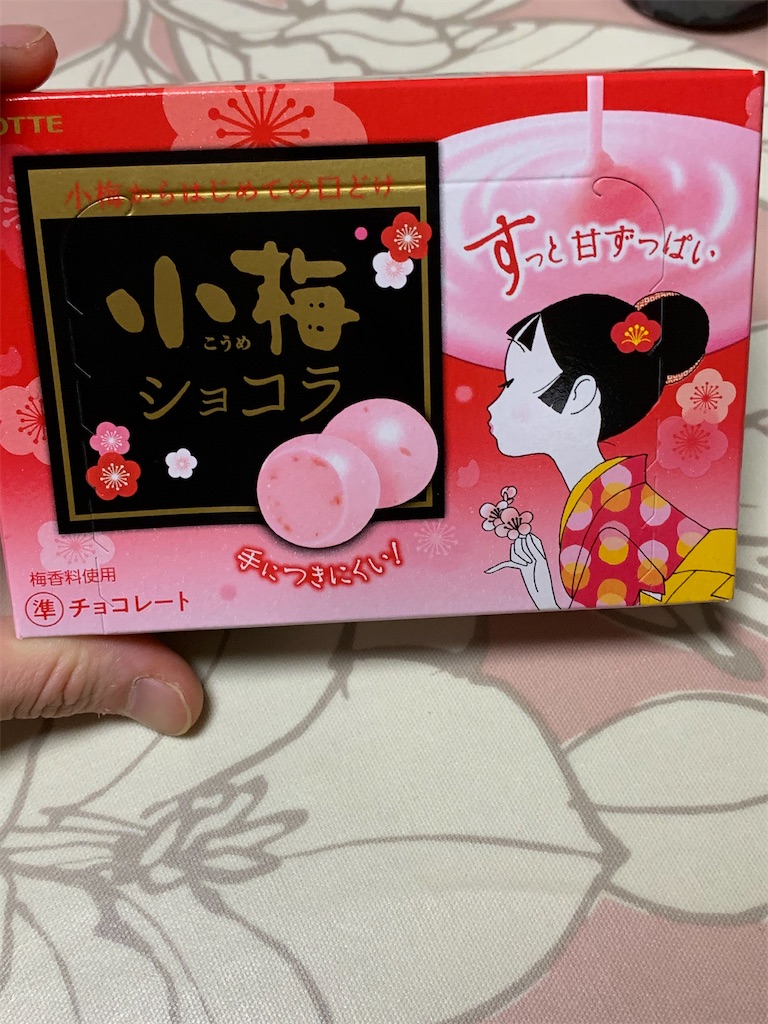 OTTE
小梅からはじめての口どけ
小梅
こうめ
ショコラ
すっと甘ずっぱい
手につきにくい!
梅香料使用
準チョコレート